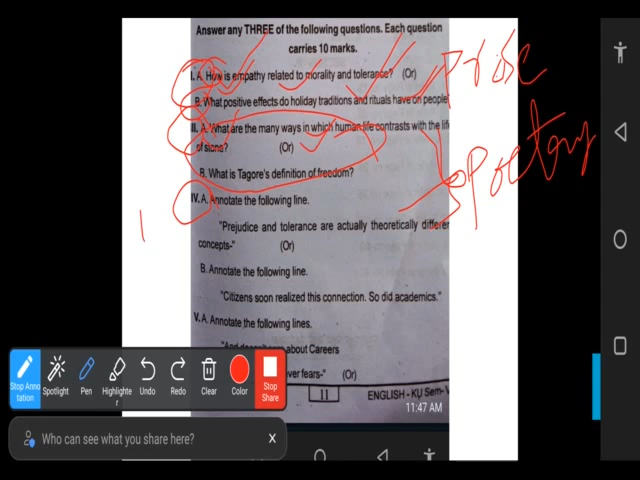 Answer any THREE of the following questions. Each question
carries 10 marks.
I. A. How is empathy related to morality and tolerance? (Or)
B. What positive effects do holiday traditions and rituals have on people
II. A. What are the many ways in which human life contrasts with the life
of stone? (Or)
B. What is Tagore's definition of freedom?
IV. A. Annotate the following line.
"Prejudice and tolerance are actually theoretically differen
concepts-" (Or)
B. Annotate the following line.
"Citizens soon realized this connection. So did academics."
V. A. Annotate the following lines.
about Careers
ver fears-" (Or)
11 ENGLISH - KU Sem-V
11:47 AM
Prose
Poetry
Stop Anno
tation
Spotlight
Pen
Highlighte
r
Undo
Redo
Clear
Color
Stop
Share
Who can see what you share here? X